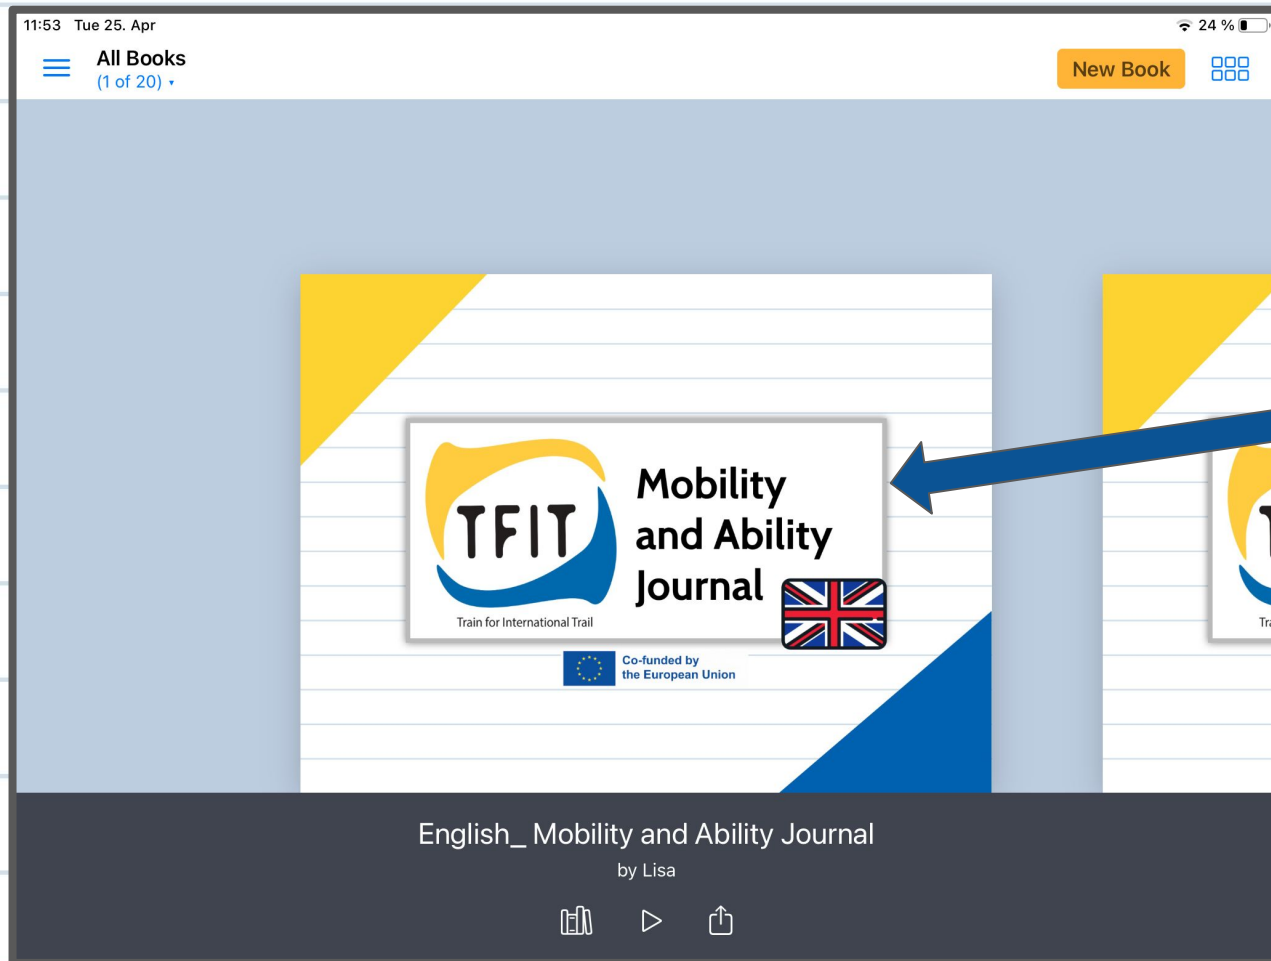 11:53 Tue 25. Apr
24 %
All Books
(1 of 20)
New Book
TFIT
Train for International Trail
Mobility
and Ability
Journal
Co-funded by
the European Union
English_ Mobility and Ability Journal
by Lisa